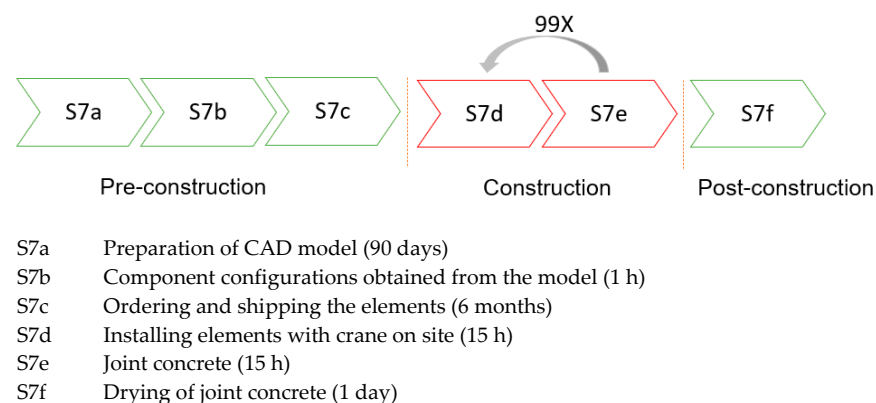 99X
S7a S7b S7c S7d S7e S7f
Pre-construction Construction Post-construction
S7a Preparation of CAD model (90 days)
S7b Component configurations obtained from the model (1 h)
S7c Ordering and shipping the elements (6 months)
S7d Installing elements with crane on site (15 h)
S7e Joint concrete (15 h)
S7f Drying of joint concrete (1 day)